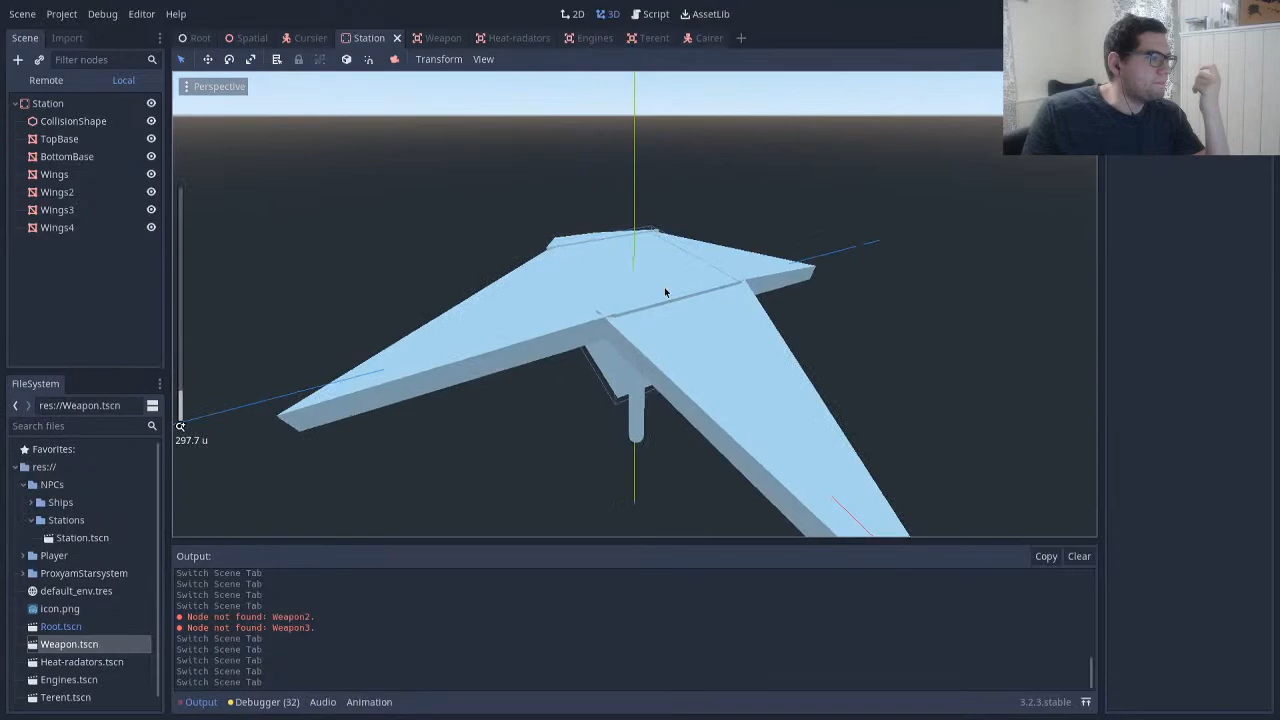 Scene Project Debug Editor Help
2D 3D Script AssetLib
Scene Import
Root Spatial Cursier Station Weapon Heat-radiators Engines Terent Cairer
Filter nodes
Transform View
Remote Local
Perspective
Station
CollisionShape
TopBase
BottomBase
Wings
Wings2
Wings3
Wings4
297.7 u
FileSystem
res://Weapon.tscn
Search files
Favorites:
res://
NPCs
Ships
Stations
Station.tscn
Player
ProxyamStarsystem
default_env.tres
icon.png
Root.tscn
Weapon.tscn
Heat-radators.tscn
Engines.tscn
Terent.tscn
Output:
Copy Clear
Switch Scene Tab
Switch Scene Tab
Switch Scene Tab
Switch Scene Tab
Node not found: Weapon2.
Node not found: Weapon3.
Switch Scene Tab
Switch Scene Tab
Switch Scene Tab
Switch Scene Tab
Switch Scene Tab
Output Debugger (32) Audio Animation
3.2.3.stable